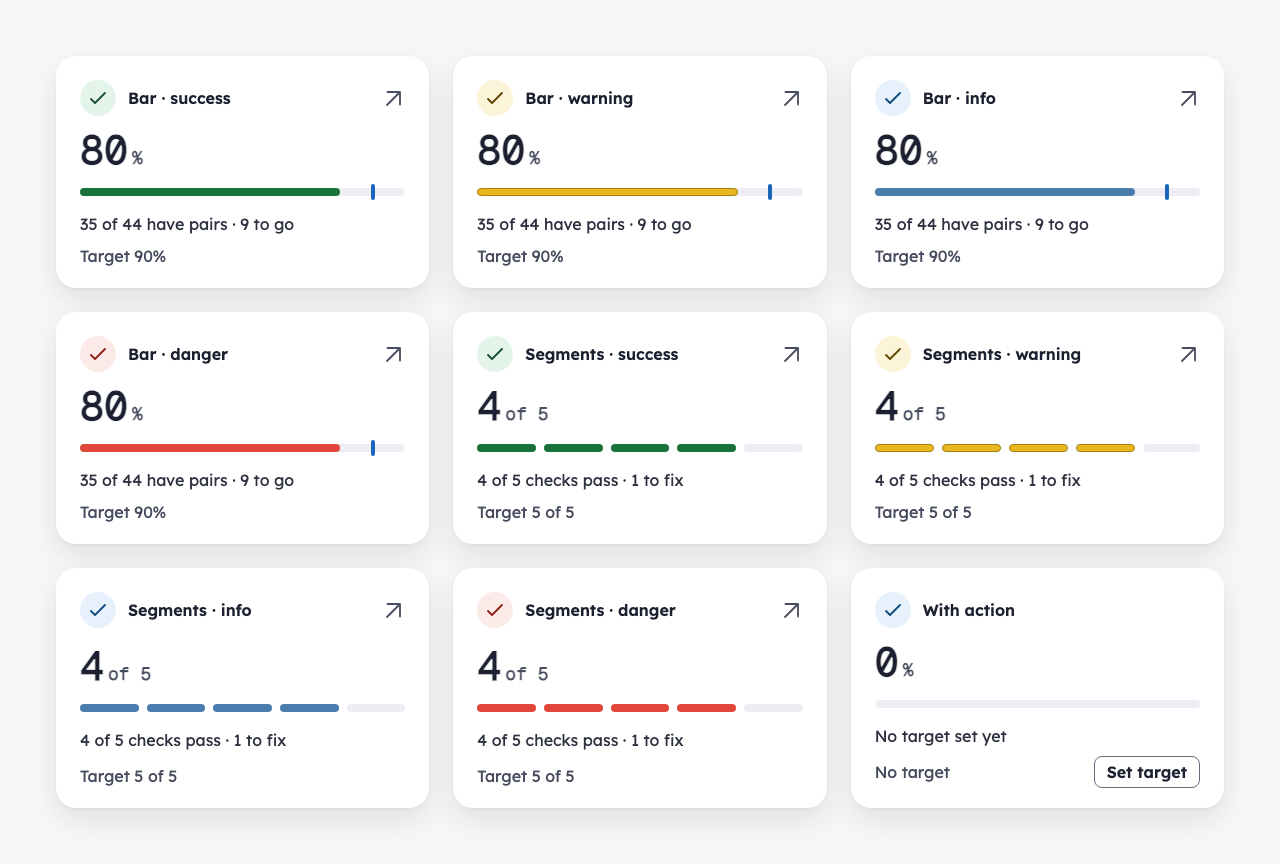 Bar · success
80%
35 of 44 have pairs · 9 to go
Target 90%
Bar · warning
80%
35 of 44 have pairs · 9 to go
Target 90%
Bar · info
80%
35 of 44 have pairs · 9 to go
Target 90%
Bar · danger
80%
35 of 44 have pairs · 9 to go
Target 90%
Segments · success
4 of 5
4 of 5 checks pass · 1 to fix
Target 5 of 5
Segments · warning
4 of 5
4 of 5 checks pass · 1 to fix
Target 5 of 5
Segments · info
4 of 5
4 of 5 checks pass · 1 to fix
Target 5 of 5
Segments · danger
4 of 5
4 of 5 checks pass · 1 to fix
Target 5 of 5
With action
0%
No target set yet
No target
Set target